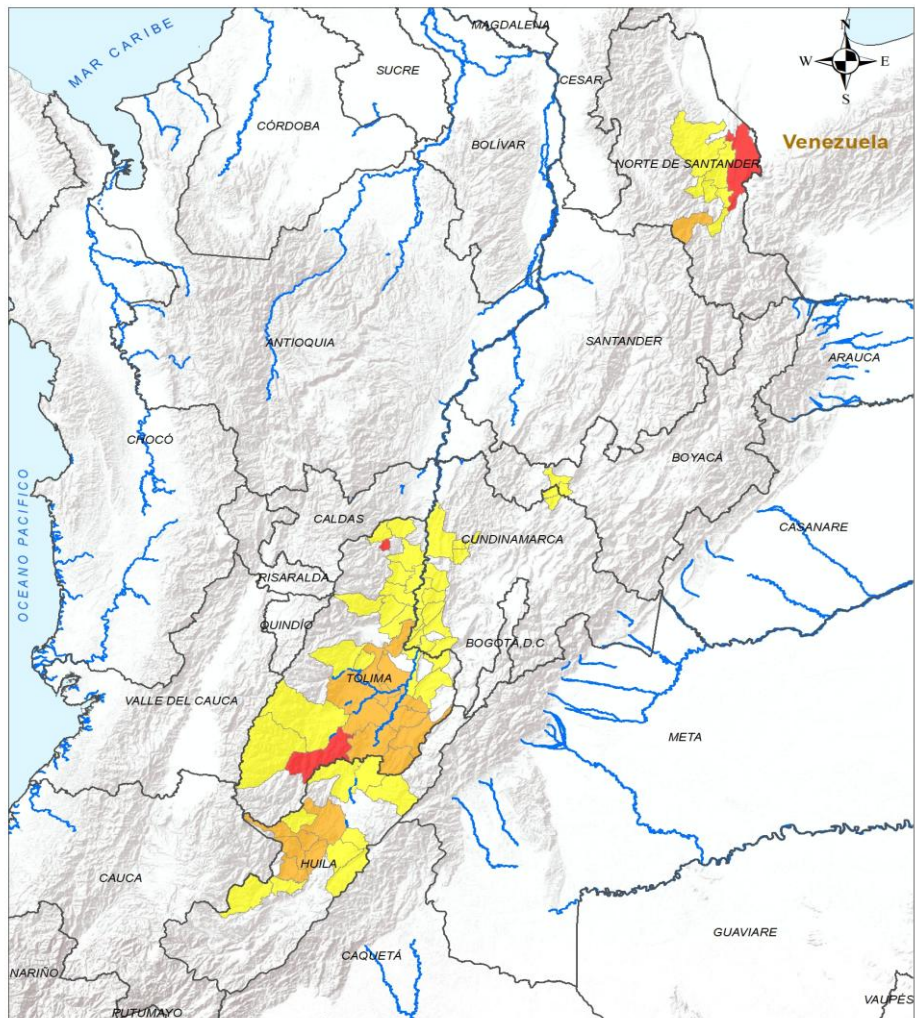 MAGDALENA
MAR CARIBE
N
SUCRE
W
E
CESAR
S
CÓRDOBA
BOLÍVAR
Venezuela
NORTE DE SANTANDER
ANTIOQUIA
SANTANDER
ARAUCA
CHOCÓ
BOYACÁ
OCEANO PACIFICO
CALDAS
CASANARE
CUNDINAMARCA
RISARALDA
QUINDÍO
BOGOTÁ,D.C
TOLIMA
VALLE DEL CAUCA
META
HUILA
CAUCA
GUAVIARE
CAQUETÁ
NARIÑO
VAUPÉS
PUTUMAYO